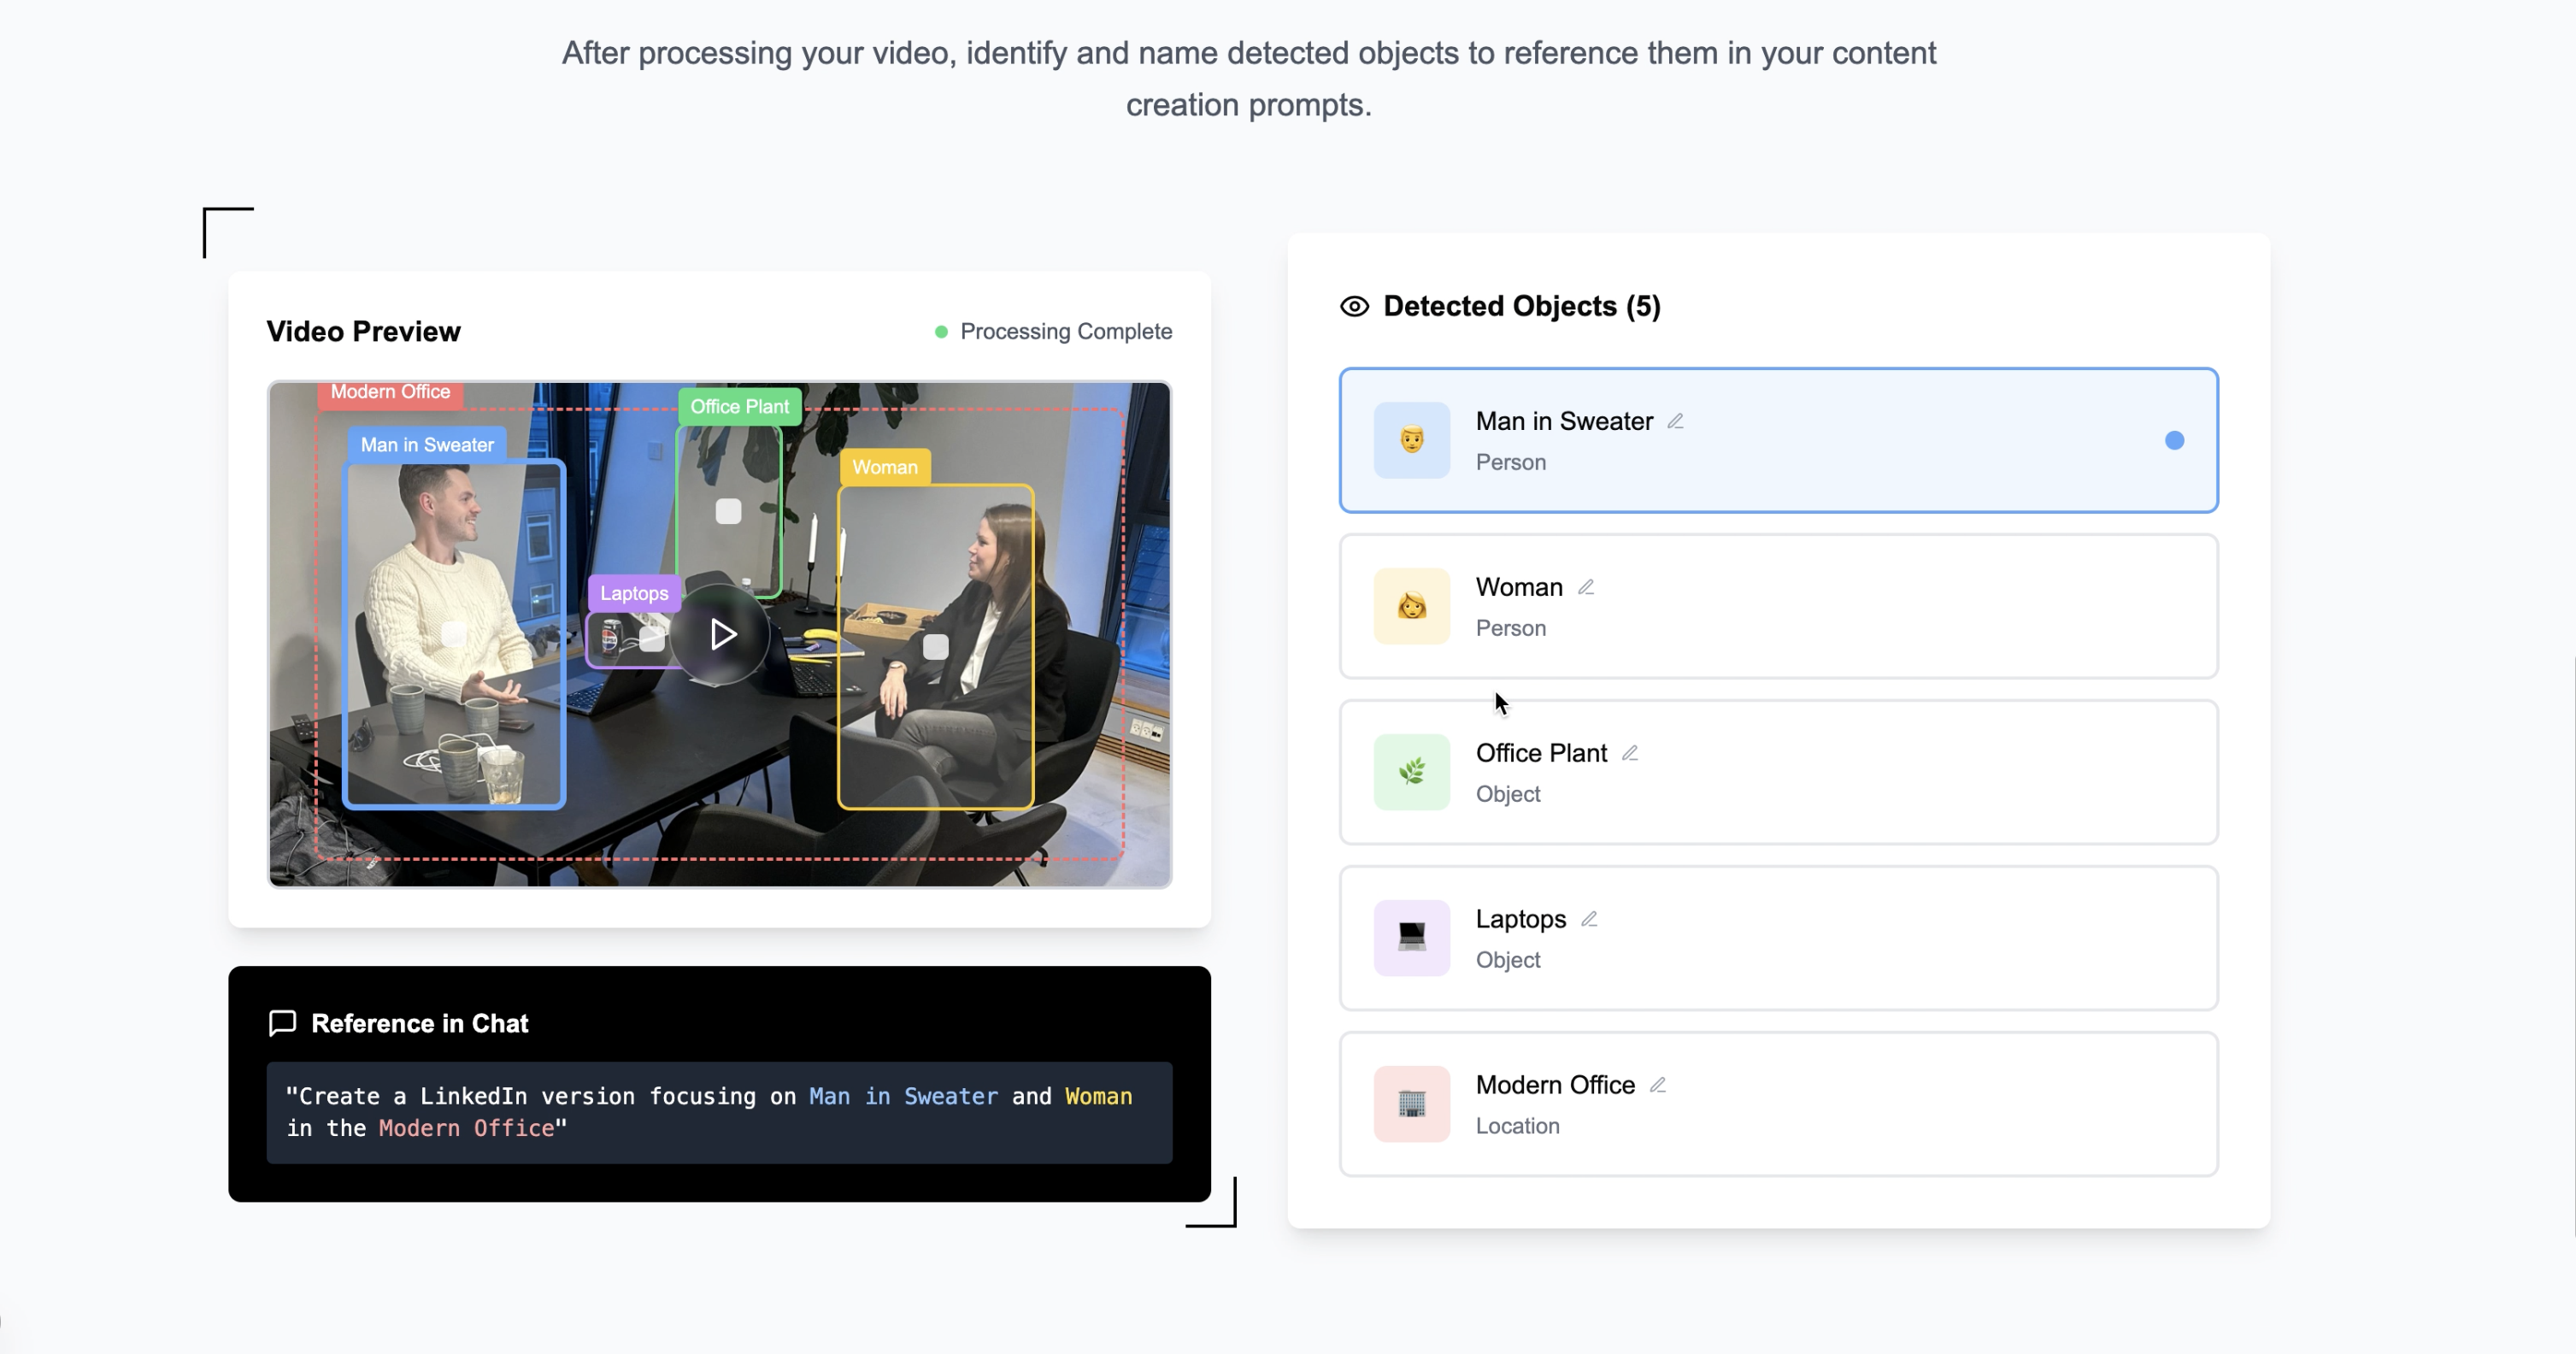 After processing your video, identify and name detected objects to reference them in your content
creation prompts.
Video Preview
Processing Complete
Modern Office
Office Plant
Man in Sweater
Woman
Laptops
Reference in Chat
"Create a LinkedIn version focusing on Man in Sweater and Woman
in the Modern Office"
Detected Objects (5)
Man in Sweater
Person
Woman
Person
Office Plant
Object
Laptops
Object
Modern Office
Location